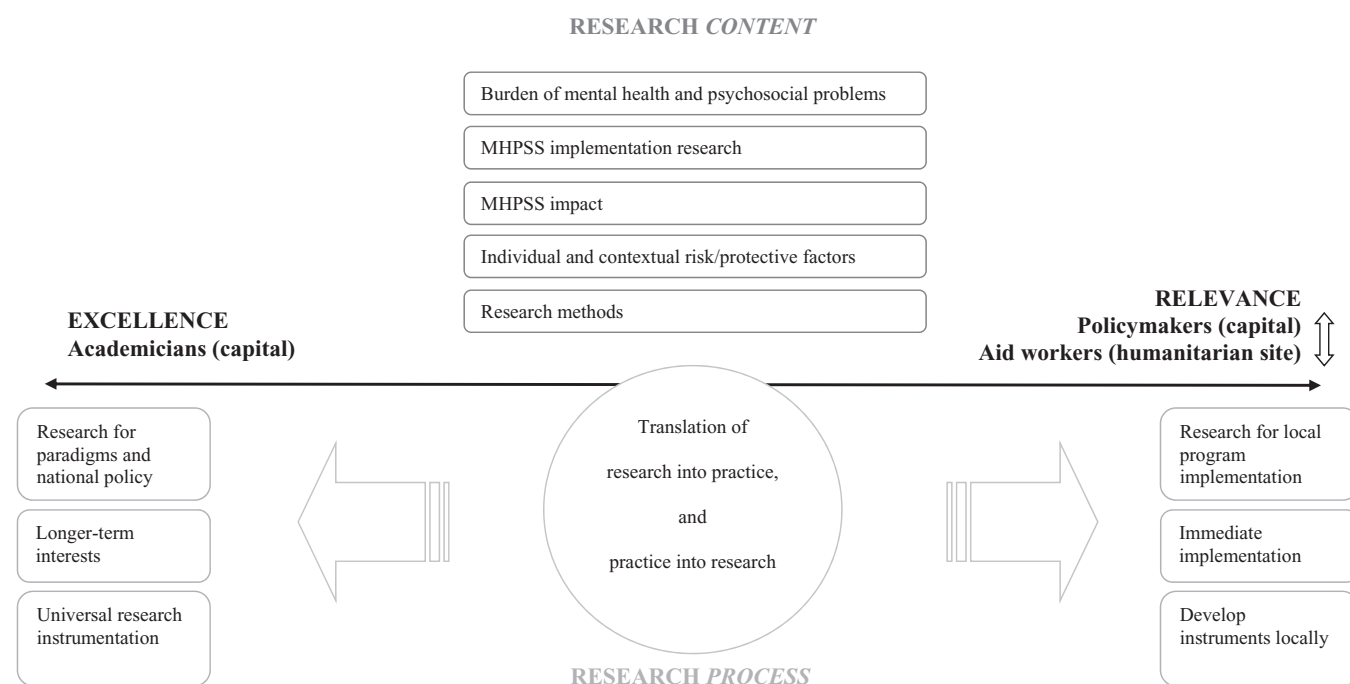 RESEARCH CONTENT
Burden of mental health and psychosocial problems
MHPSS implementation research
MHPSS impact
Individual and contextual risk/protective factors
Research methods
EXCELLENCE
Academicians (capital)
RELEVANCE
Policymakers (capital)
Aid workers (humanitarian site)
Research for
paradigms and
national policy
Longer-term
interests
Universal research
instrumentation
Translation of
research into practice,
and
practice into research
Research for local
program
implementation
Immediate
implementation
Develop
instruments locally
RESEARCH PROCESS